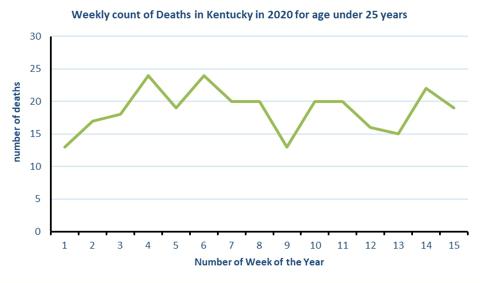 Weekly count of Deaths in Kentucky in 2020 for age under 25 years
30
25
20
15
10
5
0
number of deaths
1 2 3 4 5 6 7 8 9 10 11 12 13 14 15
Number of Week of the Year